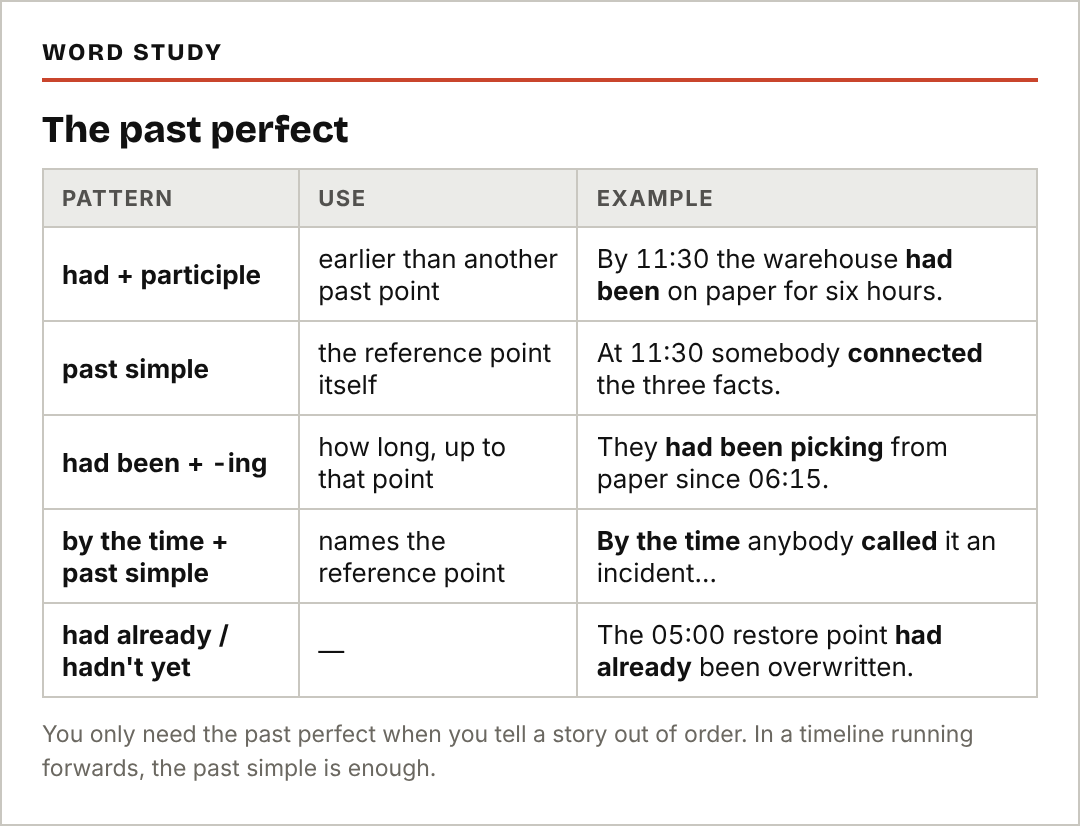 WORD STUDY
The past perfect
PATTERN
USE
EXAMPLE
had + participle
earlier than another
past point
By 11:30 the warehouse had
been on paper for six hours.
past simple
the reference point
itself
At 11:30 somebody connected
the three facts.
had been + -ing
how long, up to
that point
They had been picking from
paper since 06:15.
by the time +
past simple
names the
reference point
By the time anybody called it an
incident…
had already /
hadn't yet
—
The 05:00 restore point had
already been overwritten.
You only need the past perfect when you tell a story out of order. In a timeline running
forwards, the past simple is enough.